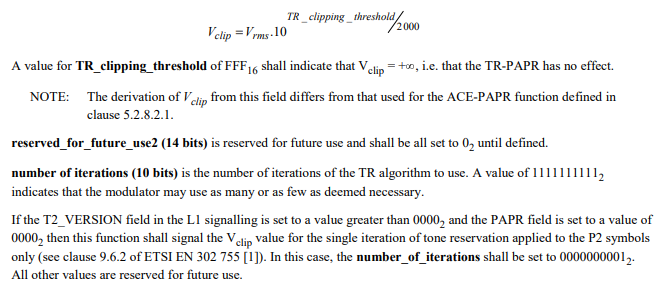 V_clip = V_rms.10^(TR_clipping_threshold/2000)
A value for TR_clipping_threshold of FFF₁₆ shall indicate that V_clip = +∞, i.e. that the TR-PAPR has no effect.
NOTE: The derivation of V_clip from this field differs from that used for the ACE-PAPR function defined in
clause 5.2.8.2.1.
reserved_for_future_use2 (14 bits) is reserved for future use and shall be all set to 0₂ until defined.
number of iterations (10 bits) is the number of iterations of the TR algorithm to use. A value of 1111111111₂
indicates that the modulator may use as many or as few as deemed necessary.
If the T2_VERSION field in the L1 signalling is set to a value greater than 0000₂ and the PAPR field is set to a value of
0000₂ then this function shall signal the V_clip value for the single iteration of tone reservation applied to the P2 symbols
only (see clause 9.6.2 of ETSI EN 302 755 [1]). In this case, the number_of_iterations shall be set to 0000000001₂.
All other values are reserved for future use.